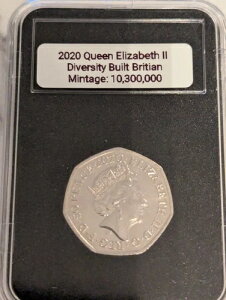 2020 Queen Elizabeth II
Diversity Built Britian
Mintage: 10,300,000